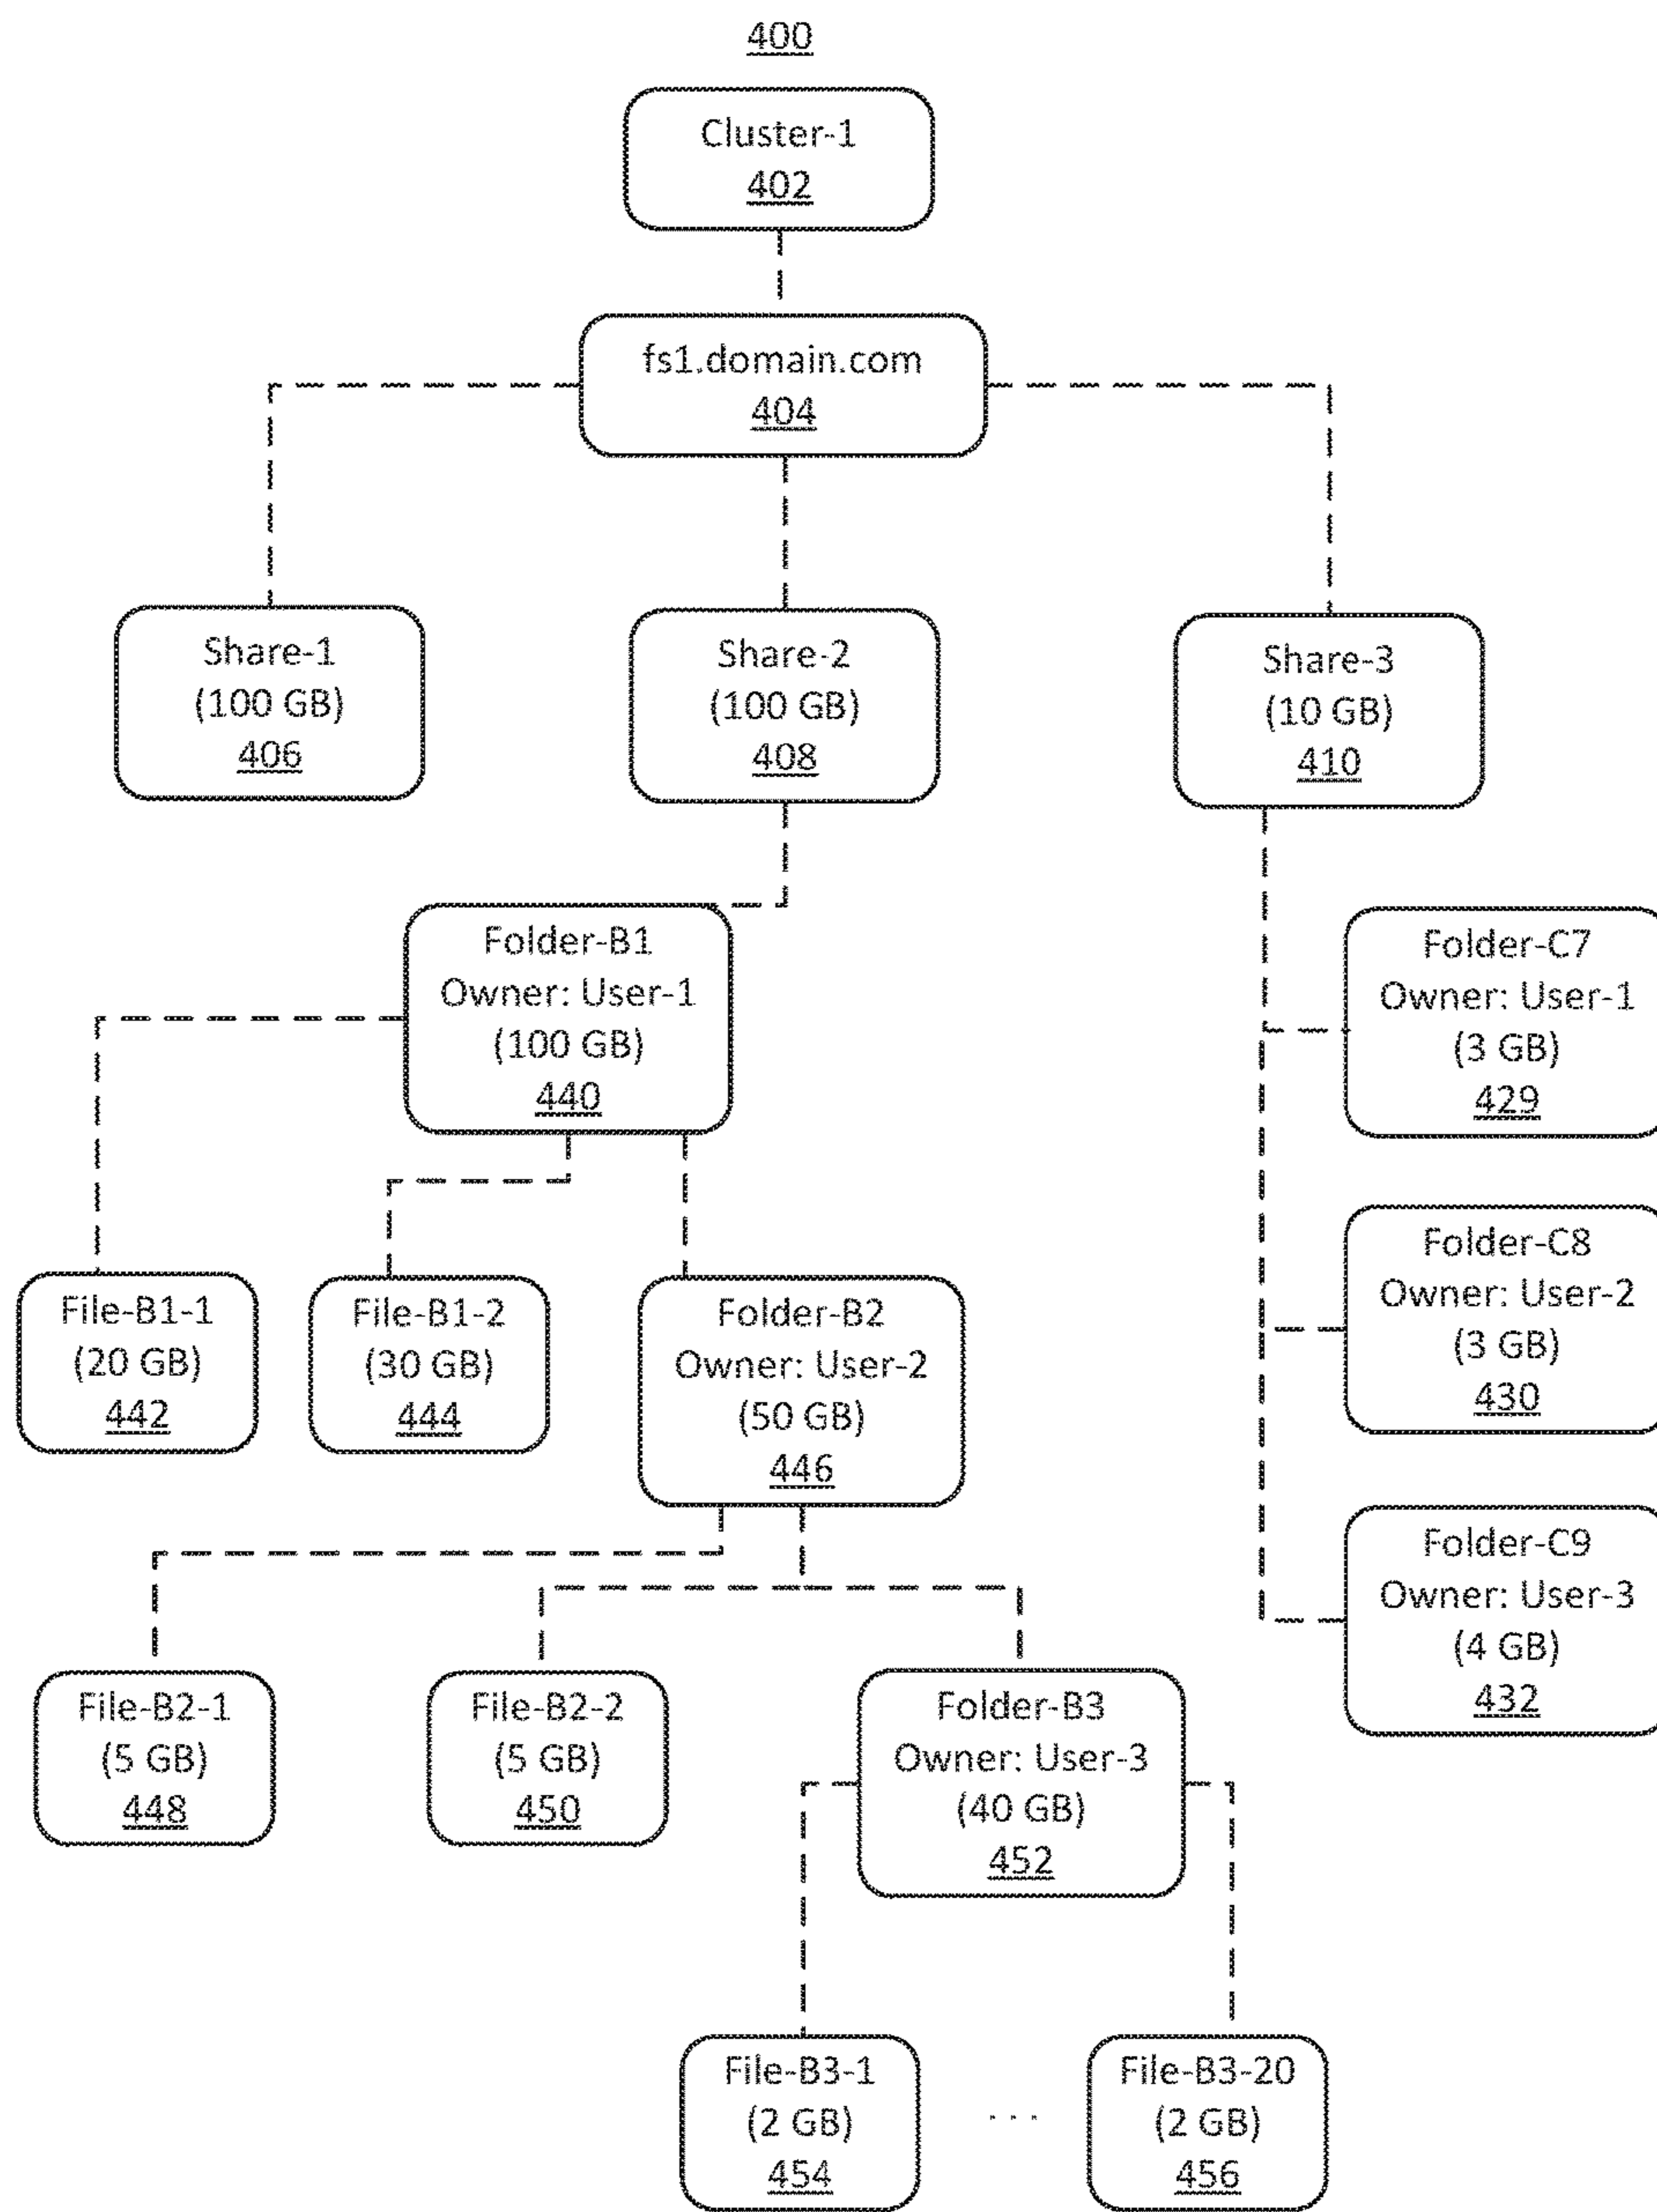 400
Cluster-1
402
fs1.domain.com
404
Share-1
(100 GB)
406
Share-2
(100 GB)
408
Share-3
(10 GB)
410
Folder-B1
Owner: User-1
(100 GB)
440
Folder-C7
Owner: User-1
(3 GB)
429
File-B1-1
(20 GB)
442
File-B1-2
(30 GB)
444
Folder-B2
Owner: User-2
(50 GB)
446
Folder-C8
Owner: User-2
(3 GB)
430
Folder-C9
Owner: User-3
(4 GB)
432
File-B2-1
(5 GB)
448
File-B2-2
(5 GB)
450
Folder-B3
Owner: User-3
(40 GB)
452
File-B3-1
(2 GB)
454
. . .
File-B3-20
(2 GB)
456